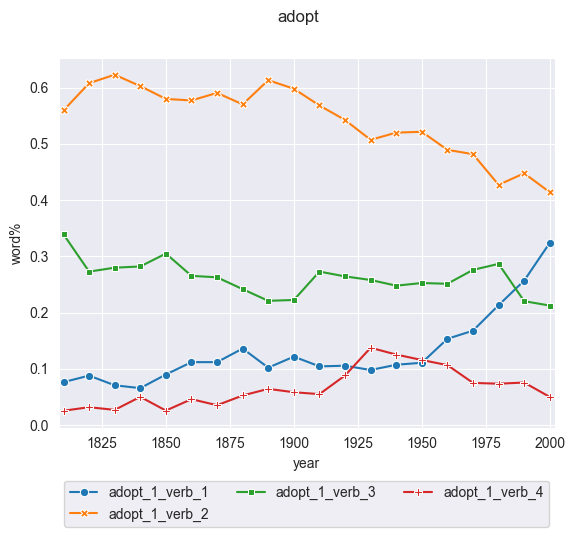 adopt
0.6
0.5
0.4
0.3
0.2
0.1
0.0
word%
1825 1850 1875 1900 1925 1950 1975 2000
year
adopt_1_verb_1 adopt_1_verb_3 adopt_1_verb_4
adopt_1_verb_2